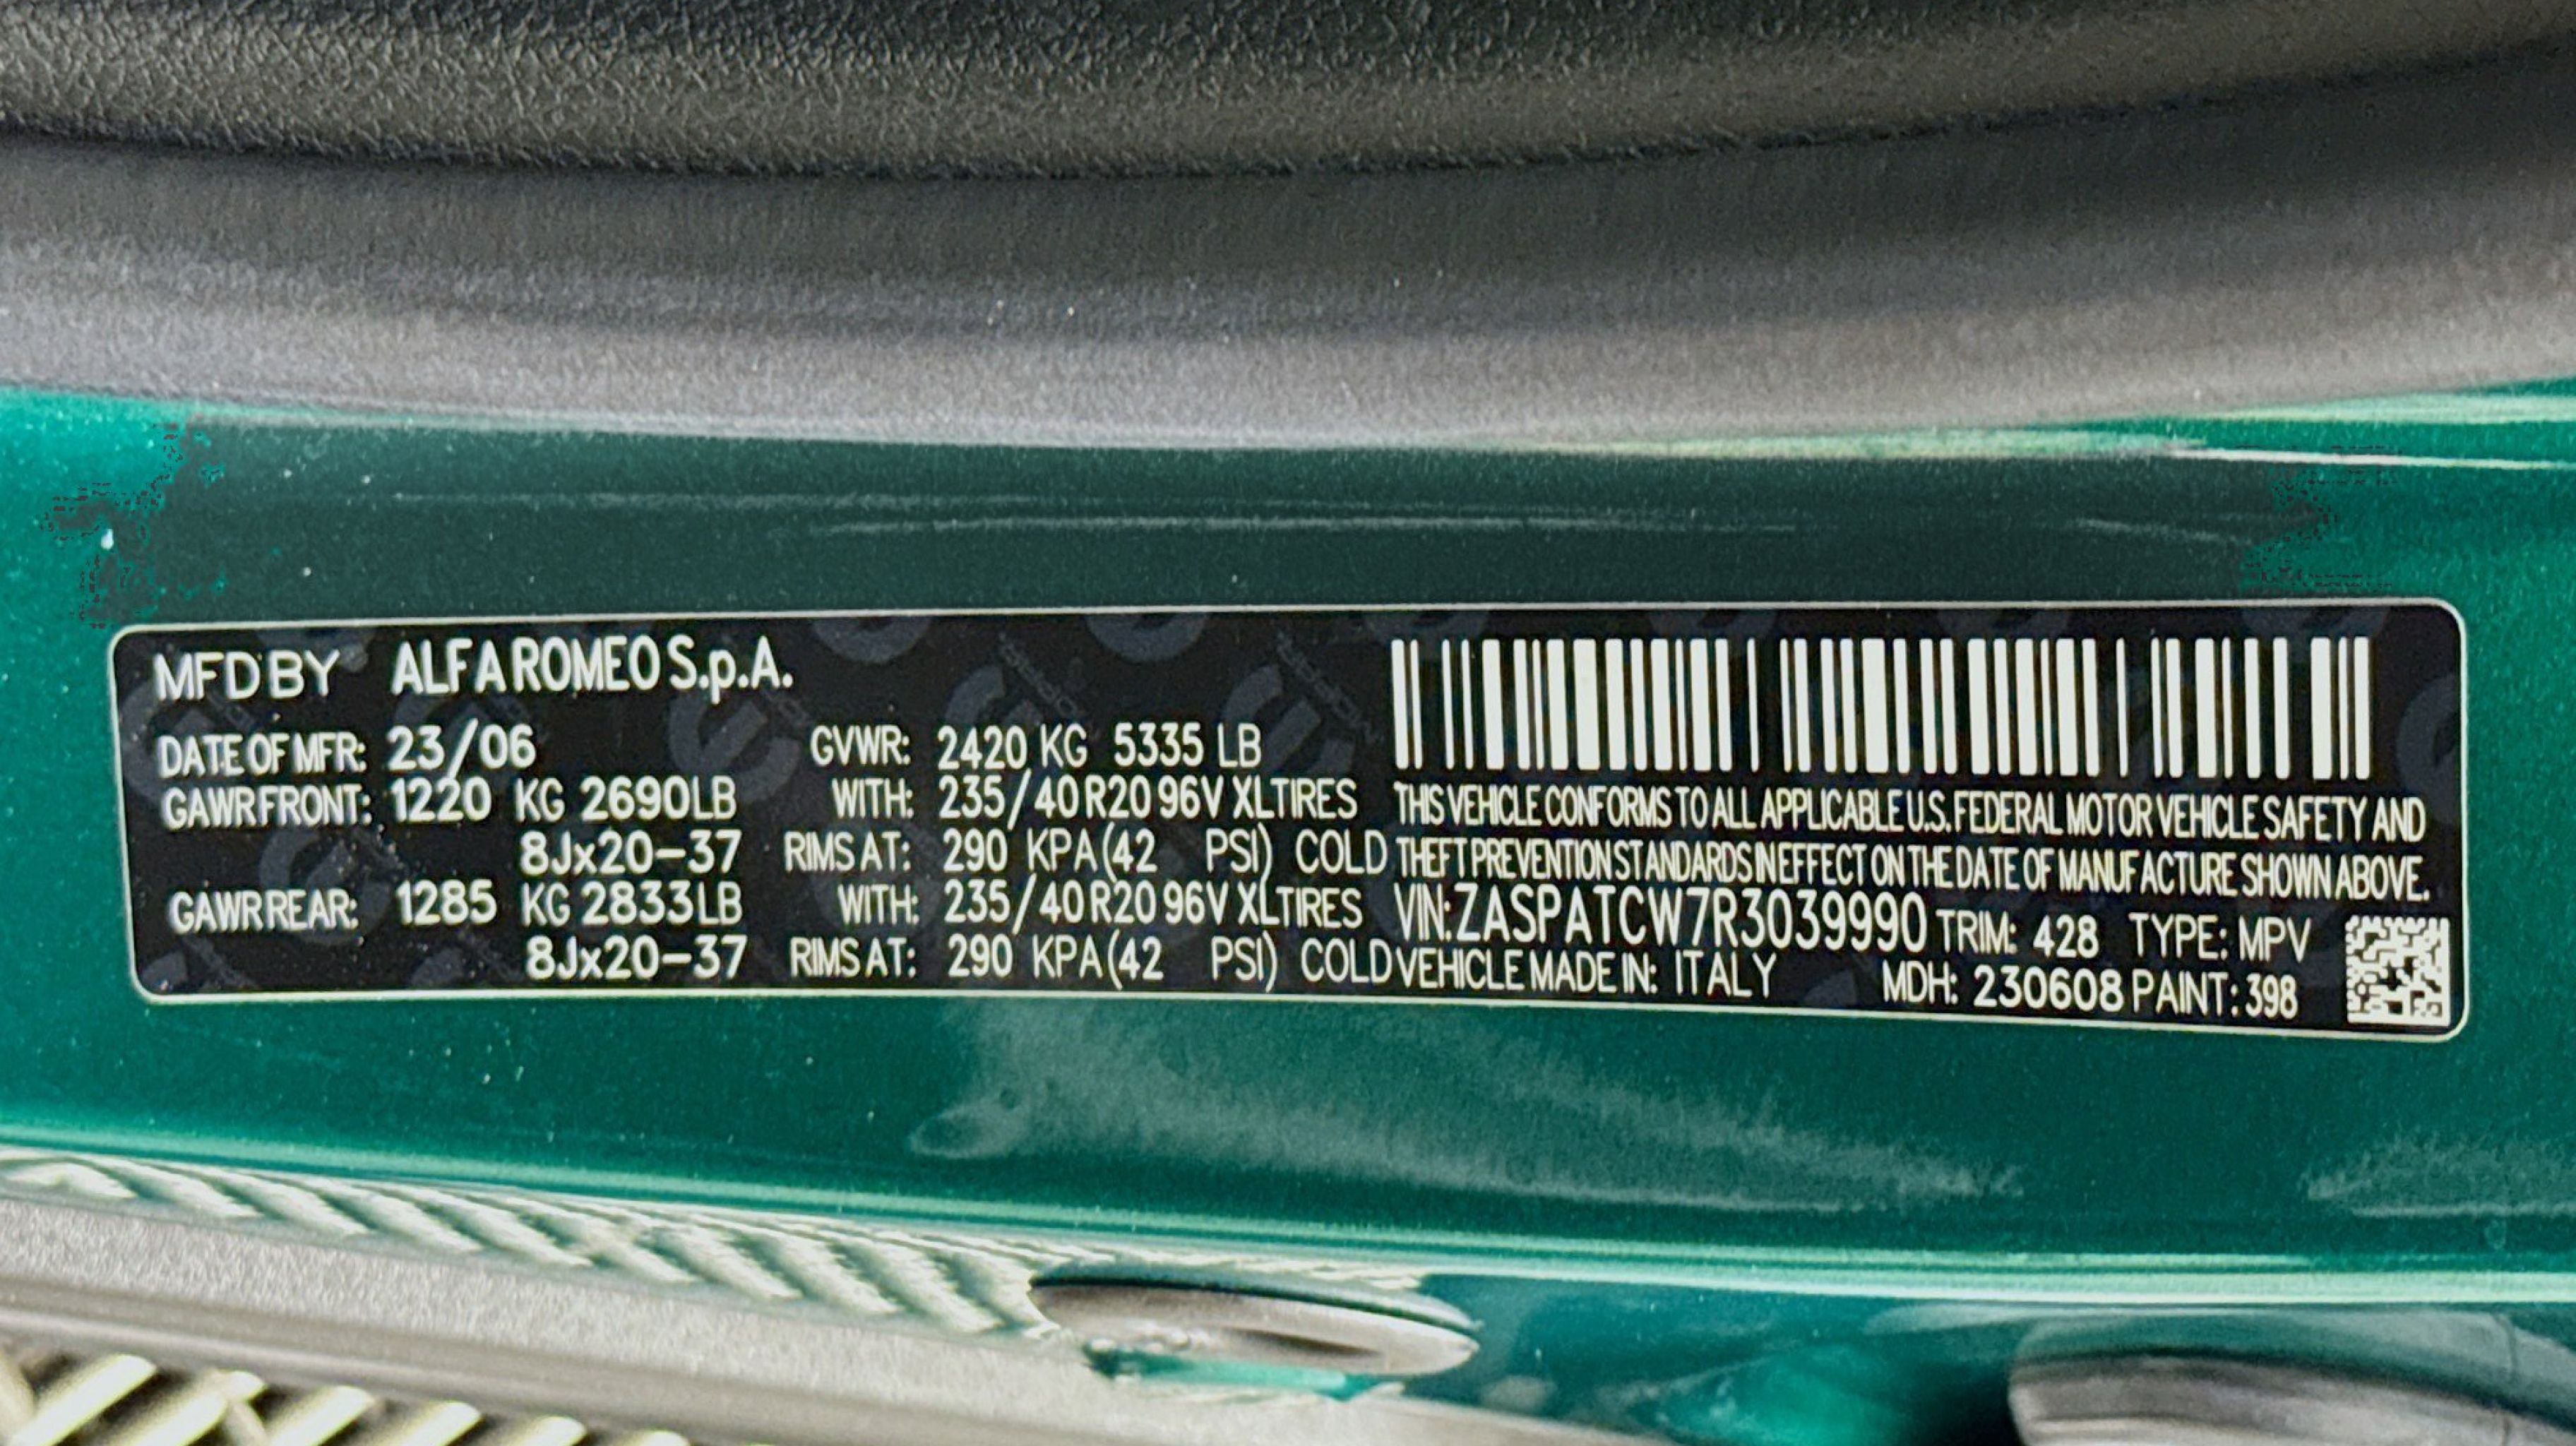 MFD BY ALFA ROMEO S.p.A.
DATE OF MFR: 23/06 GVWR: 2420 KG 5335 LB
GAWR FRONT: 1220 KG 2690LB WITH: 235/40 R20 96V XL TIRES
8Jx20-37 RIMS AT: 290 KPA (42 PSI) COLD
GAWR REAR: 1285 KG 2833LB WITH: 235/40 R20 96V XL TIRES
8Jx20-37 RIMS AT: 290 KPA (42 PSI) COLD
THIS VEHICLE CONFORMS TO ALL APPLICABLE U.S. FEDERAL MOTOR VEHICLE SAFETY AND
THEFT PREVENTION STANDARDS IN EFFECT ON THE DATE OF MANUFACTURE SHOWN ABOVE.
VIN: ZASPATCW7R3039990 TRIM: 428 TYPE: MPV
VEHICLE MADE IN: ITALY MDH: 230608 PAINT: 398